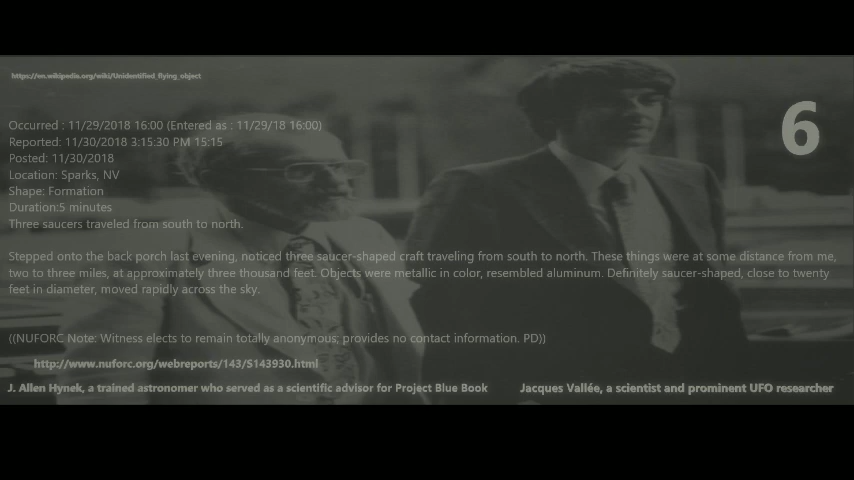 https://en.wikipedia.org/wiki/Unidentified_flying_object
6
Occurred : 11/29/2018 16:00 (Entered as : 11/29/18 16:00)
Reported: 11/30/2018 3:15:30 PM 15:15
Posted: 11/30/2018
Location: Sparks, NV
Shape: Formation
Duration:5 minutes
Three saucers traveled from south to north.
Stepped onto the back porch last evening, noticed three saucer-shaped craft traveling from south to north. These things were at some distance from me,
two to three miles, at approximately three thousand feet. Objects were metallic in color, resembled aluminum. Definitely saucer-shaped, close to twenty
feet in diameter, moved rapidly across the sky.
((NUFORC Note: Witness elects to remain totally anonymous; provides no contact information. PD))
http://www.nuforc.org/webreports/143/S143930.html
J. Allen Hynek, a trained astronomer who served as a scientific advisor for Project Blue Book
Jacques Vallée, a scientist and prominent UFO researcher